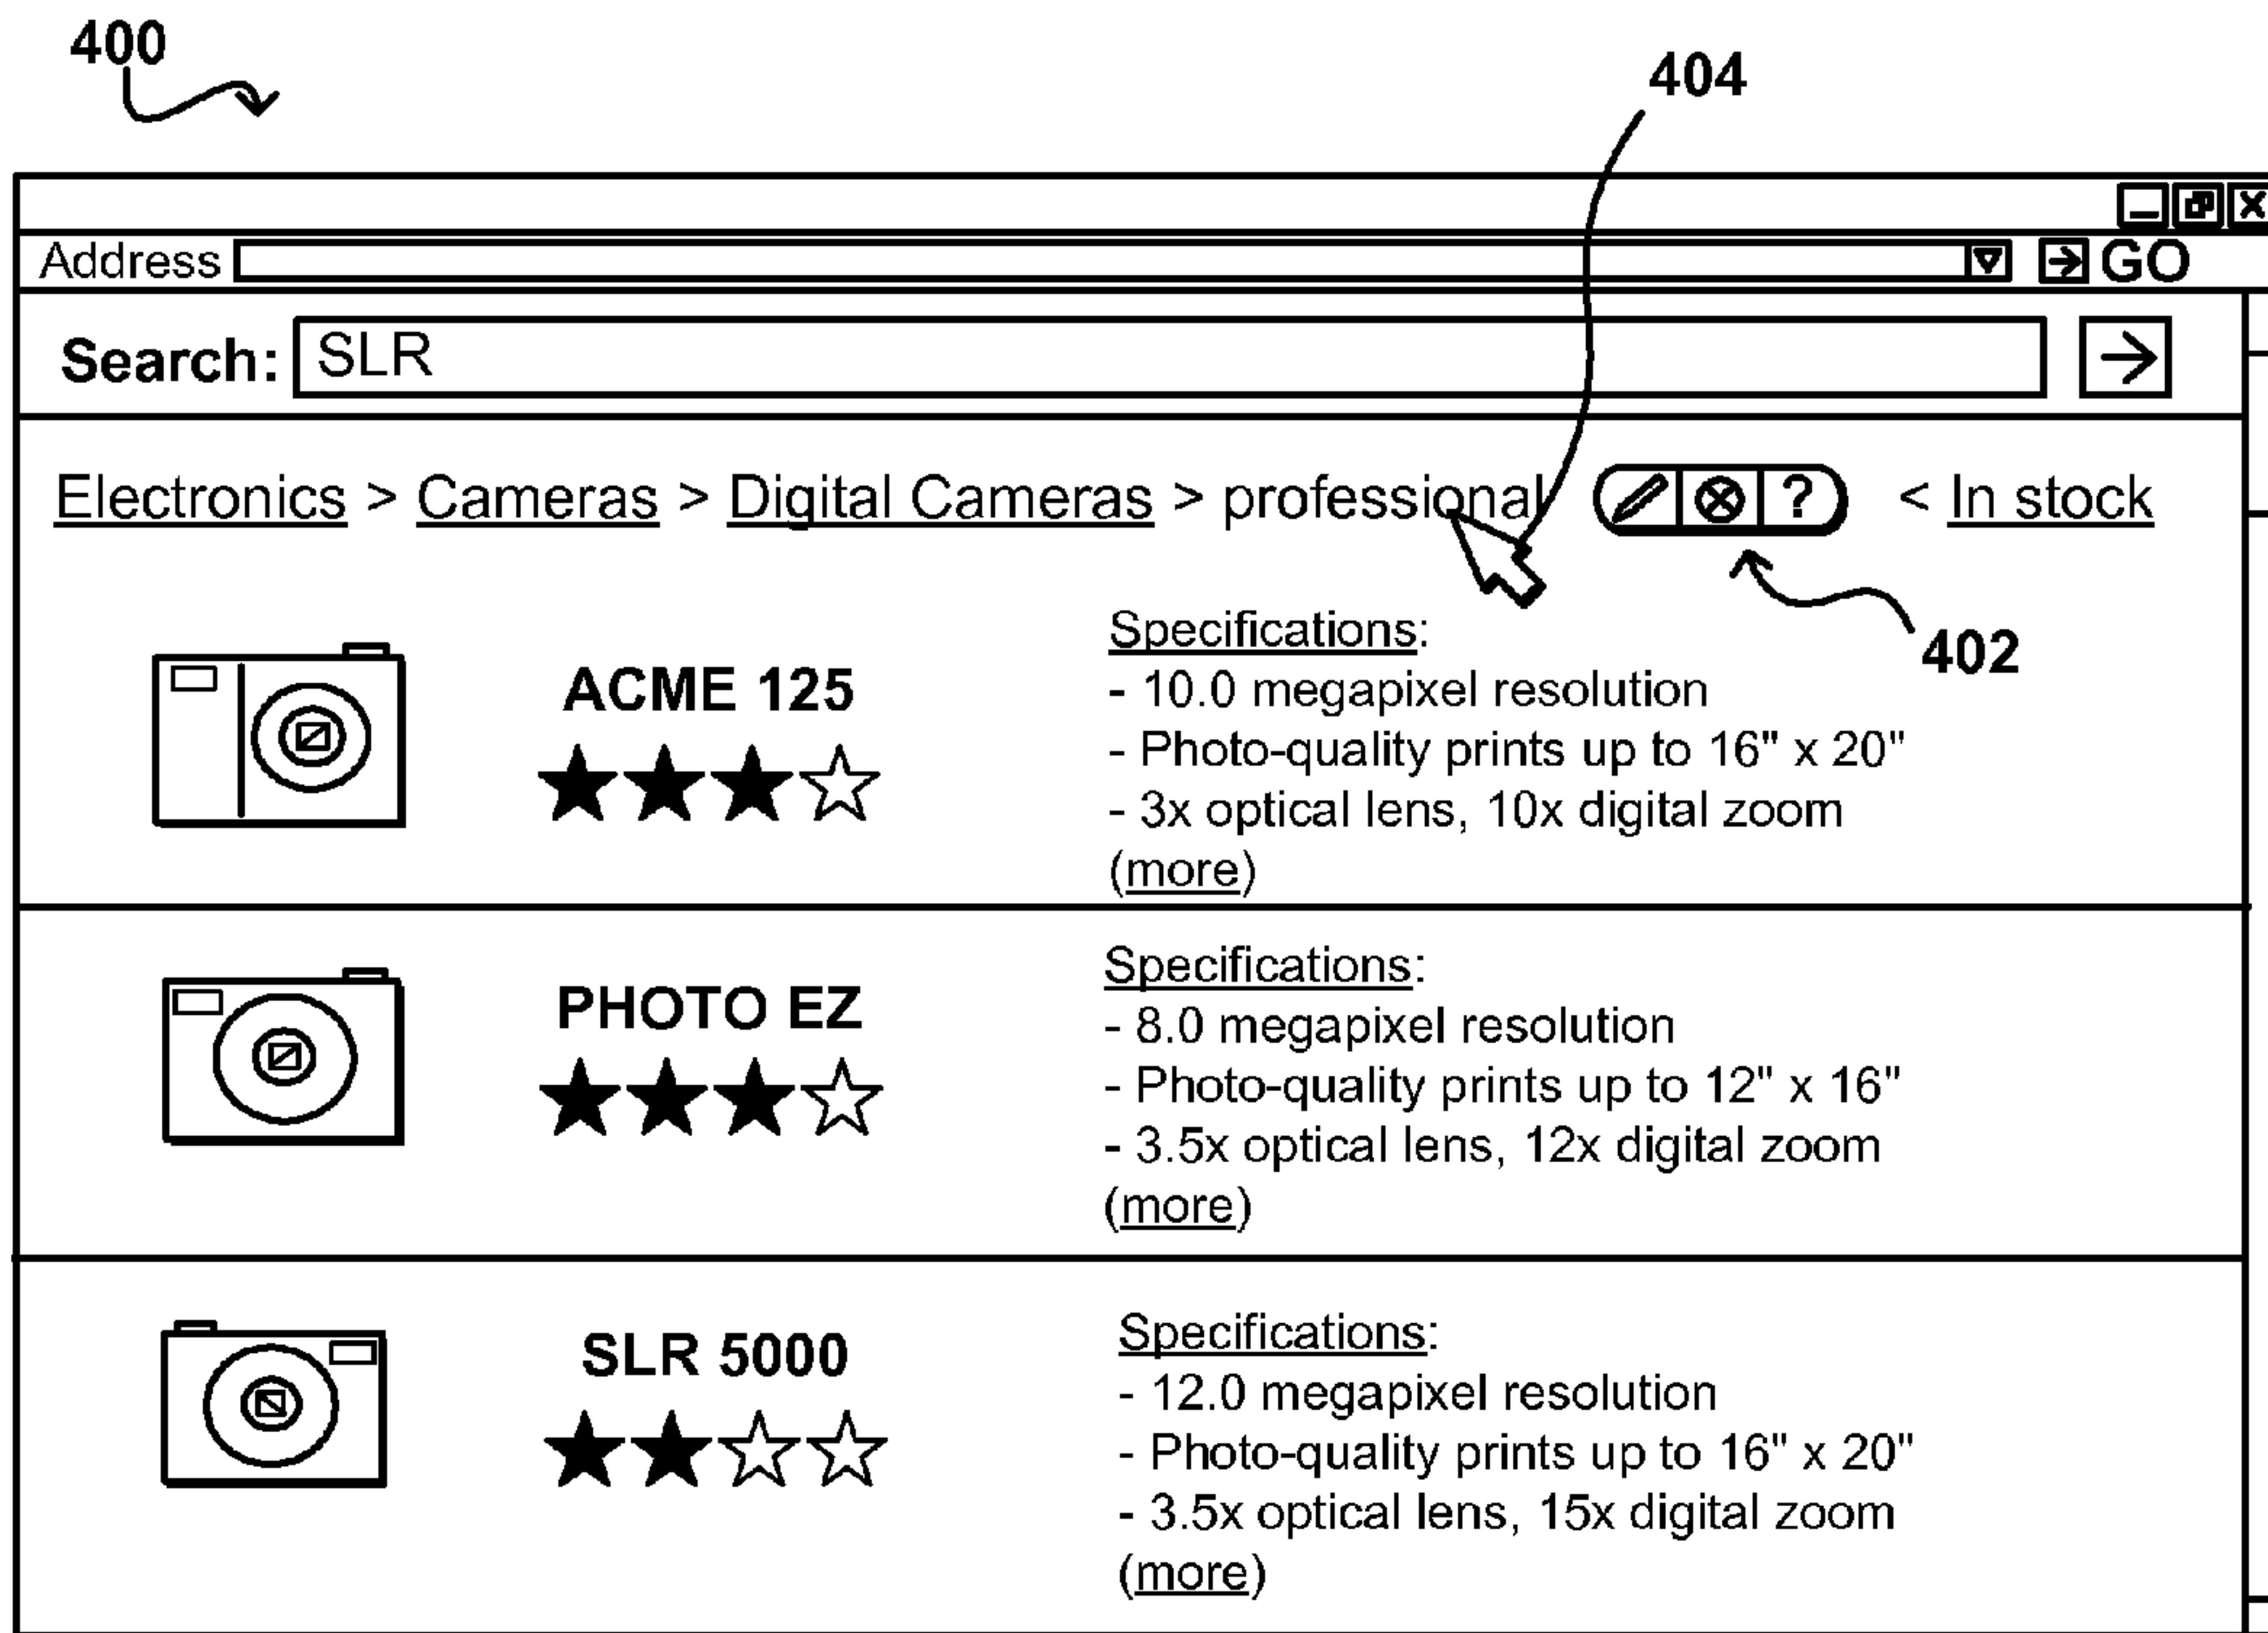 400
404
Address GO
Search: SLR
Electronics > Cameras > Digital Cameras > professional ? < In stock
402
ACME 125
Specifications:
- 10.0 megapixel resolution
- Photo-quality prints up to 16" x 20"
- 3x optical lens, 10x digital zoom
(more)
PHOTO EZ
Specifications:
- 8.0 megapixel resolution
- Photo-quality prints up to 12" x 16"
- 3.5x optical lens, 12x digital zoom
(more)
SLR 5000
Specifications:
- 12.0 megapixel resolution
- Photo-quality prints up to 16" x 20"
- 3.5x optical lens, 15x digital zoom
(more)